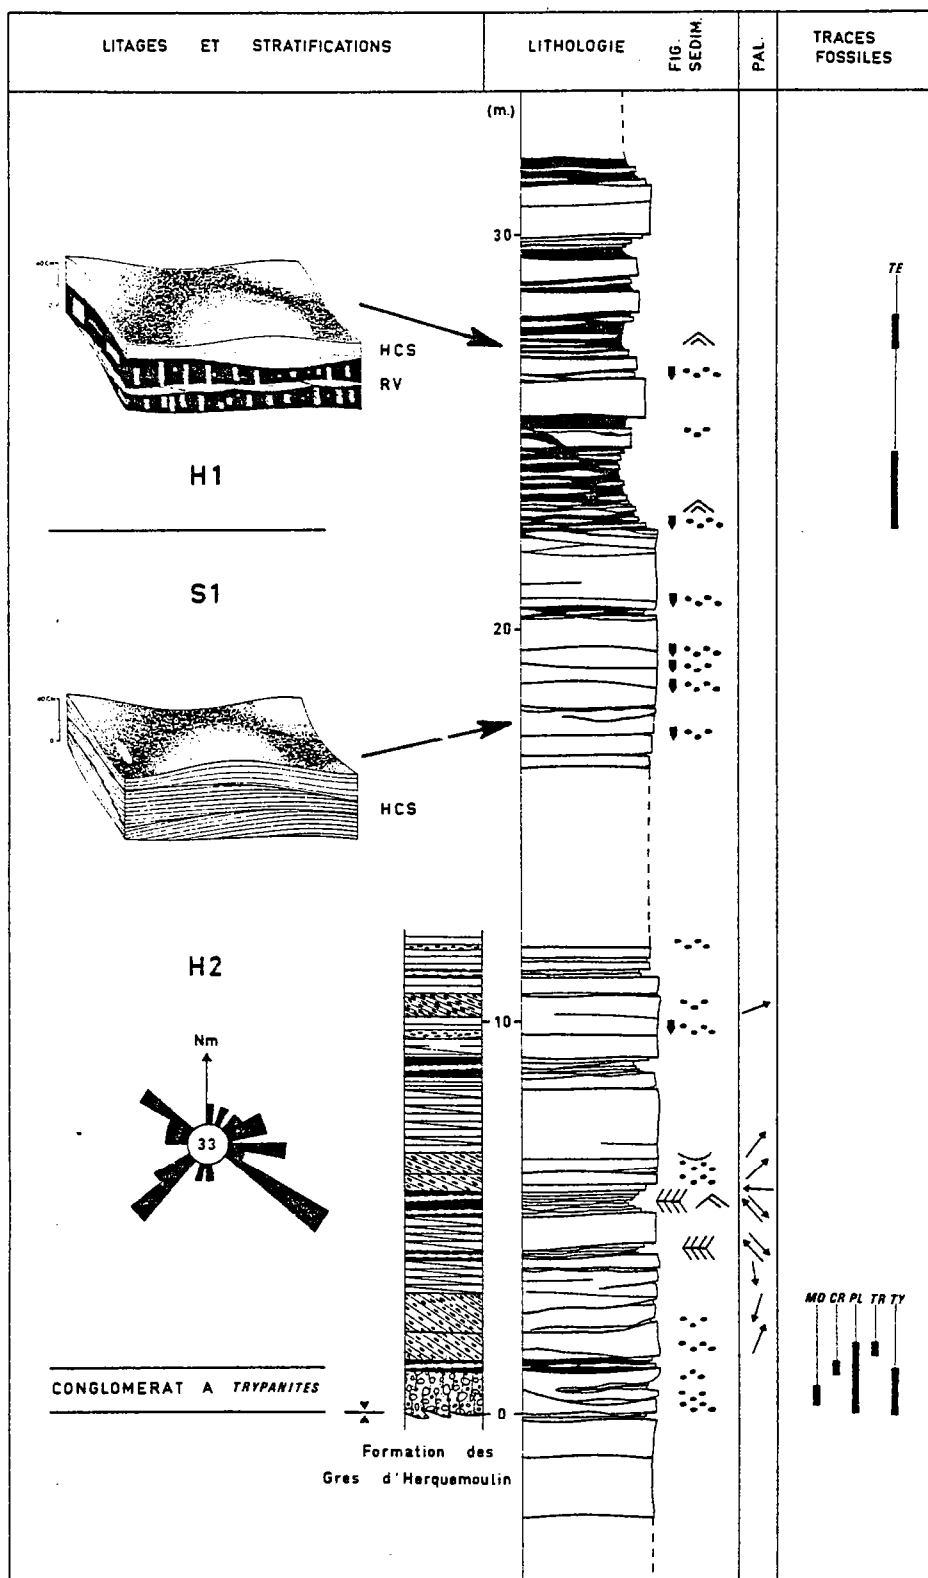 LITAGES ET STRATIFICATIONS
LITHOLOGIE
FIG.
SEDIM.
PAL.
TRACES
FOSSILES
(m.)
30
TE
HCS
RV
H1
S1
20
HCS
H2
10
Nm
33
MO CR PL TR TY
CONGLOMERAT A TRYPANITES
0
Formation des
Gres d'Herquemoulin